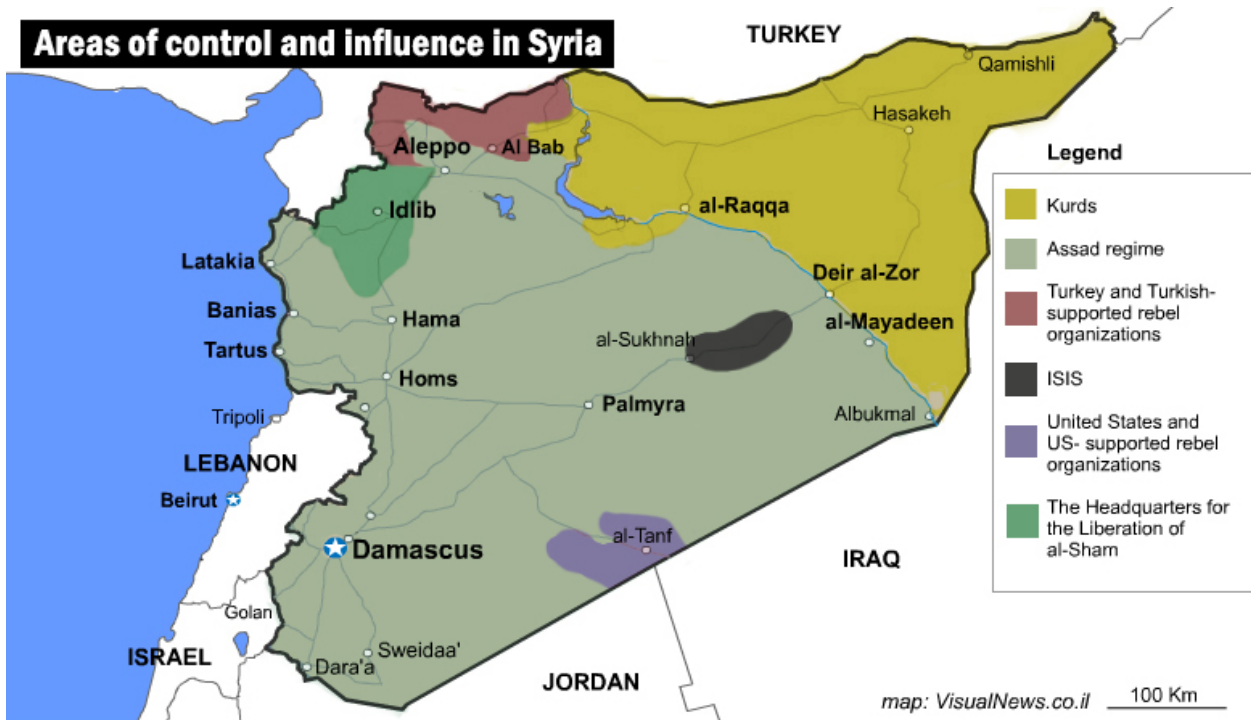 Areas of control and influence in Syria
TURKEY
Qamishli
Hasakeh
Aleppo
Al Bab
Idlib
al-Raqqa
Latakia
Deir al-Zor
Banias
Hama
al-Mayadeen
al-Sukhnah
Tartus
Homs
Palmyra
Albukmal
Tripoli
LEBANON
Beirut
Damascus
al-Tanf
IRAQ
Golan
ISRAEL
Sweidaa'
Dara'a
JORDAN
Legend
Kurds
Assad regime
Turkey and Turkish-
supported rebel
organizations
ISIS
United States and
US- supported rebel
organizations
The Headquarters for
the Liberation of
al-Sham
map: VisualNews.co.il
100 Km